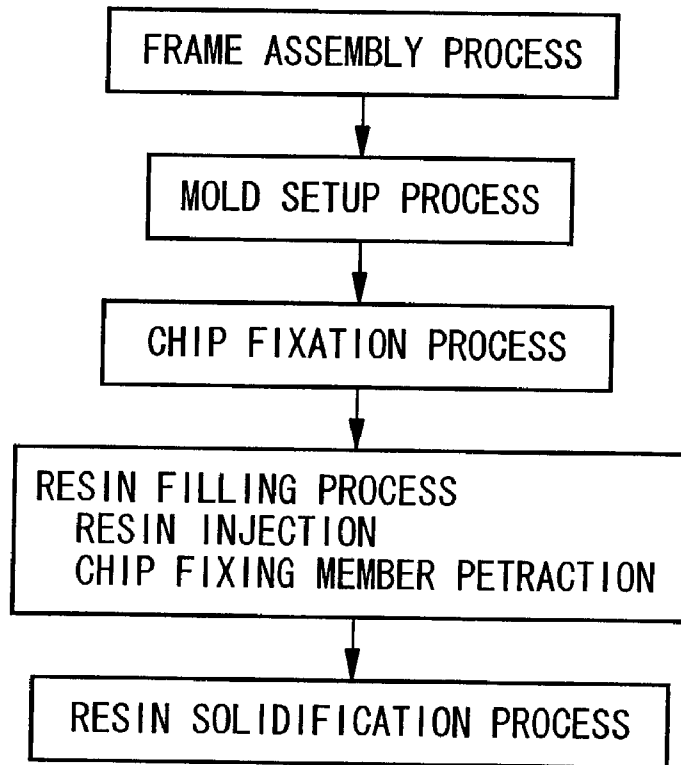 FRAME ASSEMBLY PROCESS
MOLD SETUP PROCESS
CHIP FIXATION PROCESS
RESIN FILLING PROCESS
RESIN INJECTION
CHIP FIXING MEMBER PETRACTION
RESIN SOLIDIFICATION PROCESS